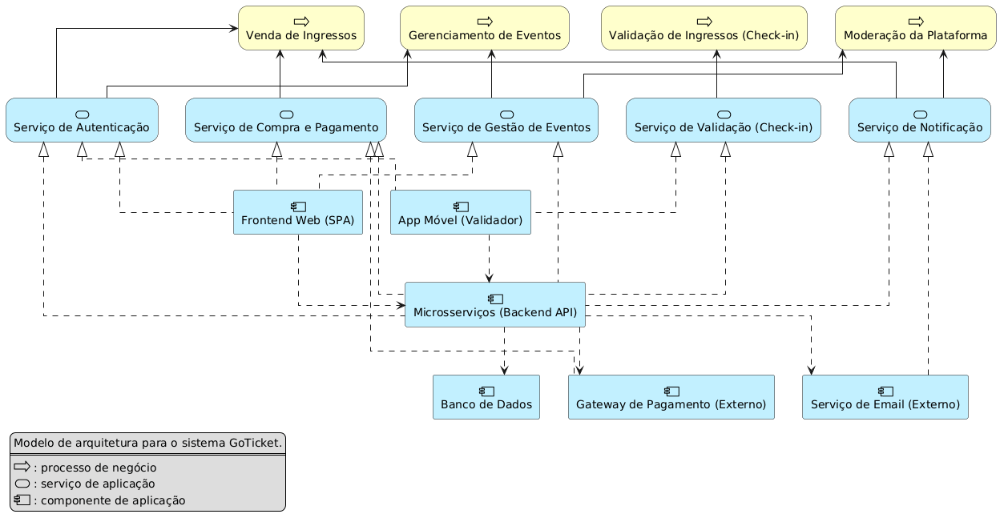 Venda de Ingressos
Gerenciamento de Eventos
Validação de Ingressos (Check-in)
Moderação da Plataforma
Serviço de Autenticação
Serviço de Compra e Pagamento
Serviço de Gestão de Eventos
Serviço de Validação (Check-in)
Serviço de Notificação
Frontend Web (SPA)
App Móvel (Validador)
Microsserviços (Backend API)
Banco de Dados
Gateway de Pagamento (Externo)
Serviço de Email (Externo)
Modelo de arquitetura para o sistema GoTicket.
: processo de negócio
: serviço de aplicação
: componente de aplicação